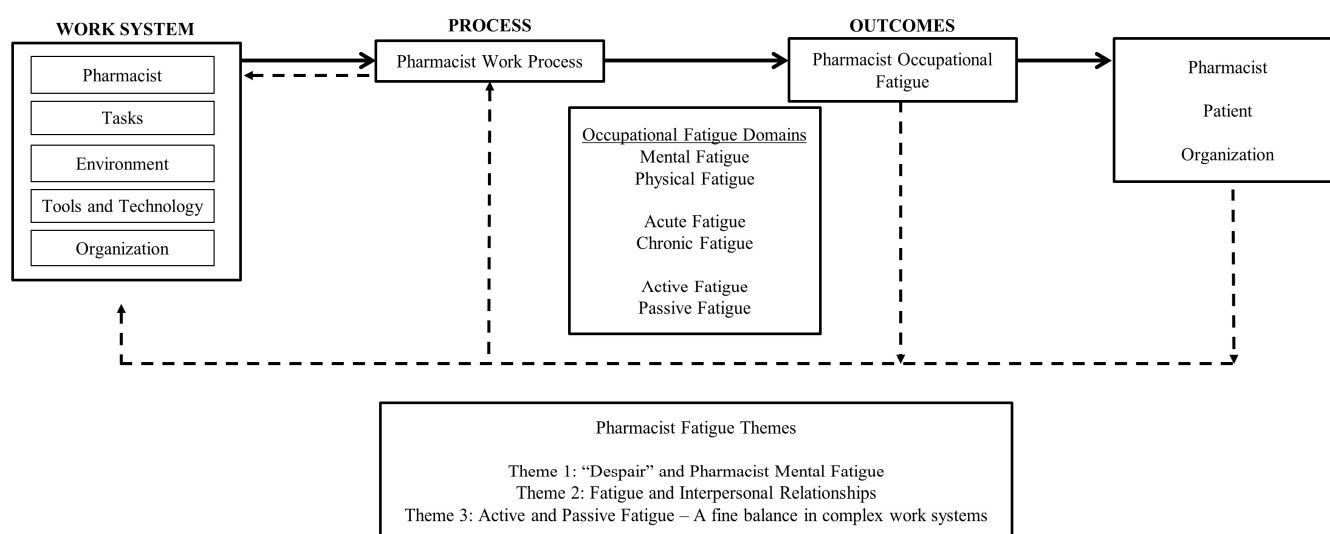 WORK SYSTEM
Pharmacist
Tasks
Environment
Tools and Technology
Organization
PROCESS
Pharmacist Work Process
OUTCOMES
Pharmacist Occupational
Fatigue
Pharmacist
Patient
Organization
Occupational Fatigue Domains
Mental Fatigue
Physical Fatigue
Acute Fatigue
Chronic Fatigue
Active Fatigue
Passive Fatigue
Pharmacist Fatigue Themes
Theme 1: “Despair” and Pharmacist Mental Fatigue
Theme 2: Fatigue and Interpersonal Relationships
Theme 3: Active and Passive Fatigue – A fine balance in complex work systems